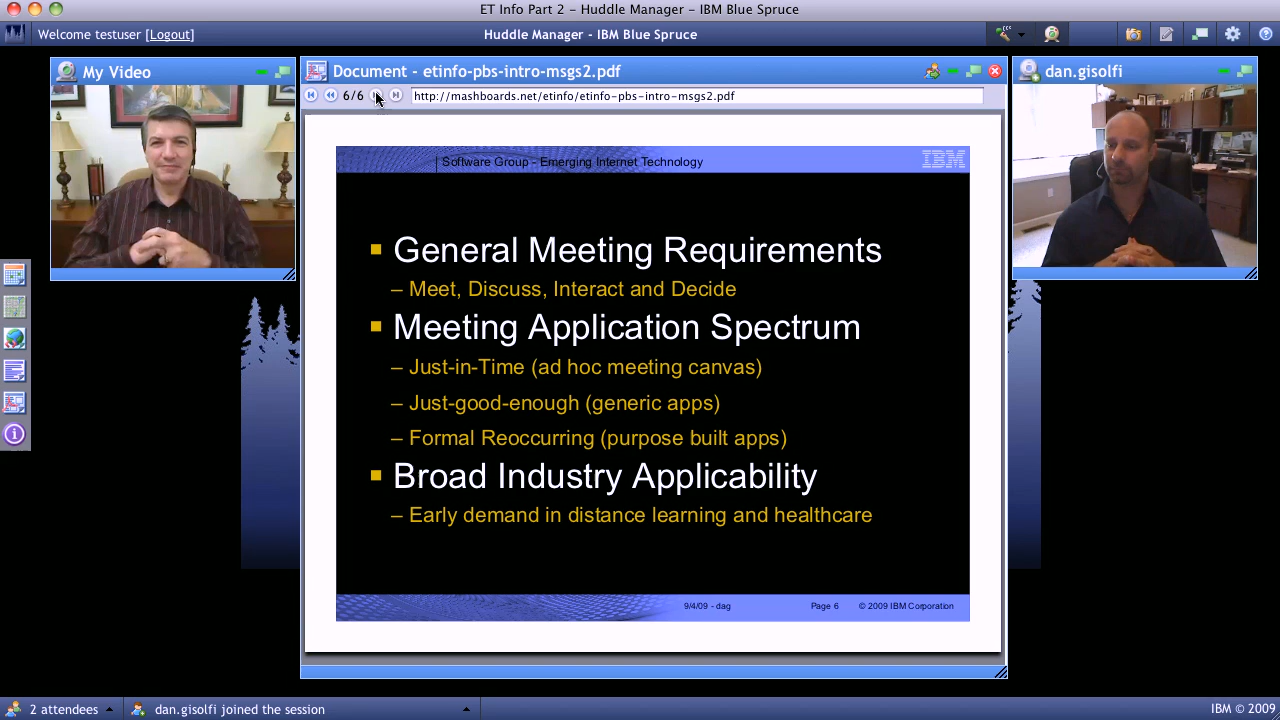 ET Info Part 2 – Huddle Manager – IBM Blue Spruce
Welcome testuser [Logout]
Huddle Manager - IBM Blue Spruce
My Video
Document - etinfo-pbs-intro-msgs2.pdf
dan.gisolfi
6/6
http://mashboards.net/etinfo/etinfo-pbs-intro-msgs2.pdf
Software Group - Emerging Internet Technology
IBM
General Meeting Requirements
– Meet, Discuss, Interact and Decide
Meeting Application Spectrum
– Just-in-Time (ad hoc meeting canvas)
– Just-good-enough (generic apps)
– Formal Reoccurring (purpose built apps)
Broad Industry Applicability
– Early demand in distance learning and healthcare
9/4/09 - dag
Page 6
© 2009 IBM Corporation
2 attendees
dan.gisolfi joined the session
IBM © 2009